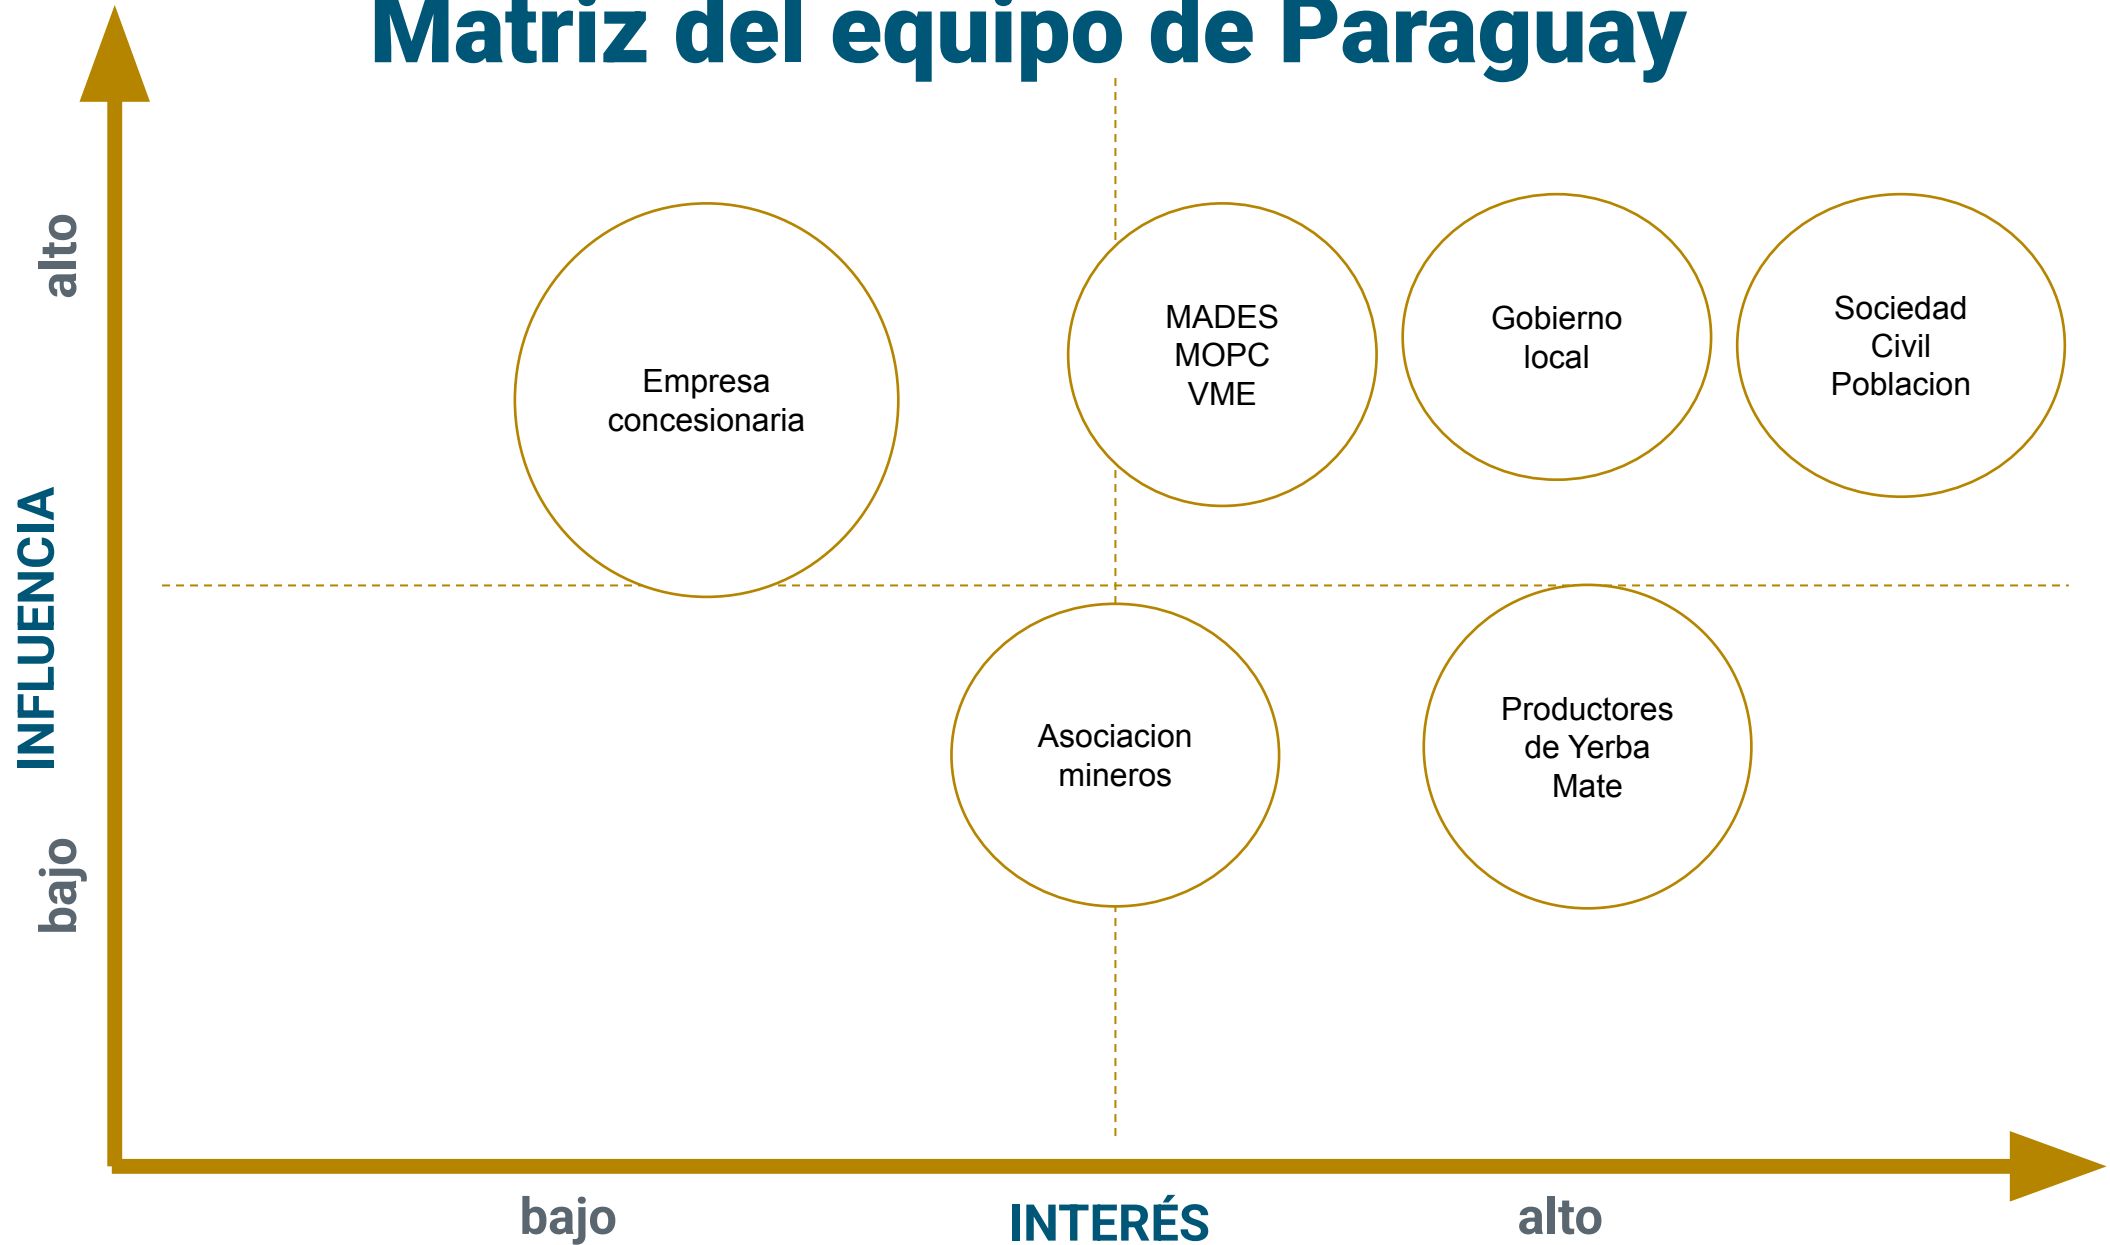 Matriz del equipo de Paraguay
alto
INFLUENCIA
bajo
Empresa
concesionaria
MADES
MOPC
VME
Gobierno
local
Sociedad
Civil
Poblacion
Asociacion
mineros
Productores
de Yerba
Mate
bajo
INTERÉS
alto